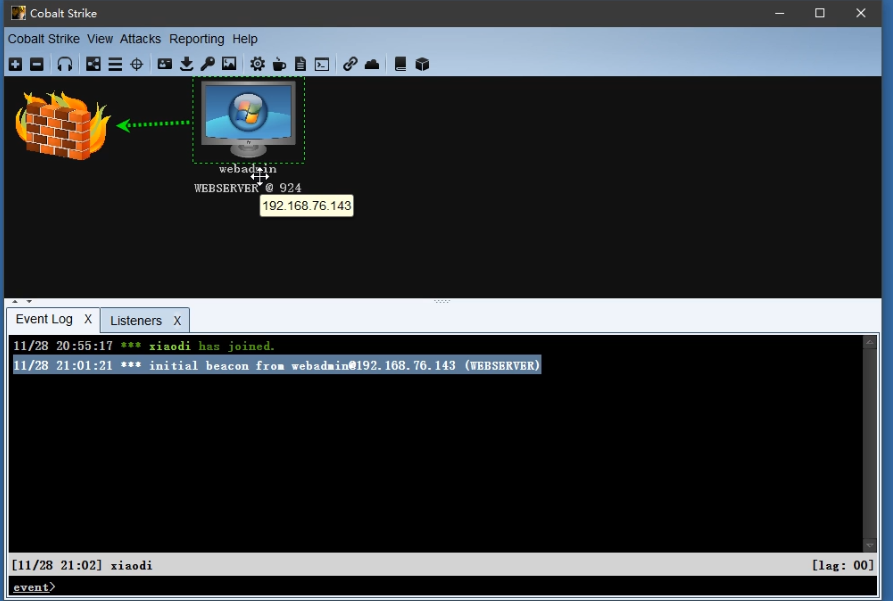 Cobalt Strike
Cobalt Strike View Attacks Reporting Help
webadmin
WEBSERVER @ 924
192.168.76.143
Event Log X Listeners X
11/28 20:55:17 *** xiaodi has joined.
11/28 21:01:21 *** initial beacon from webadmin@192.168.76.143 (WEBSERVER)
[11/28 21:02] xiaodi [lag: 00]
event>